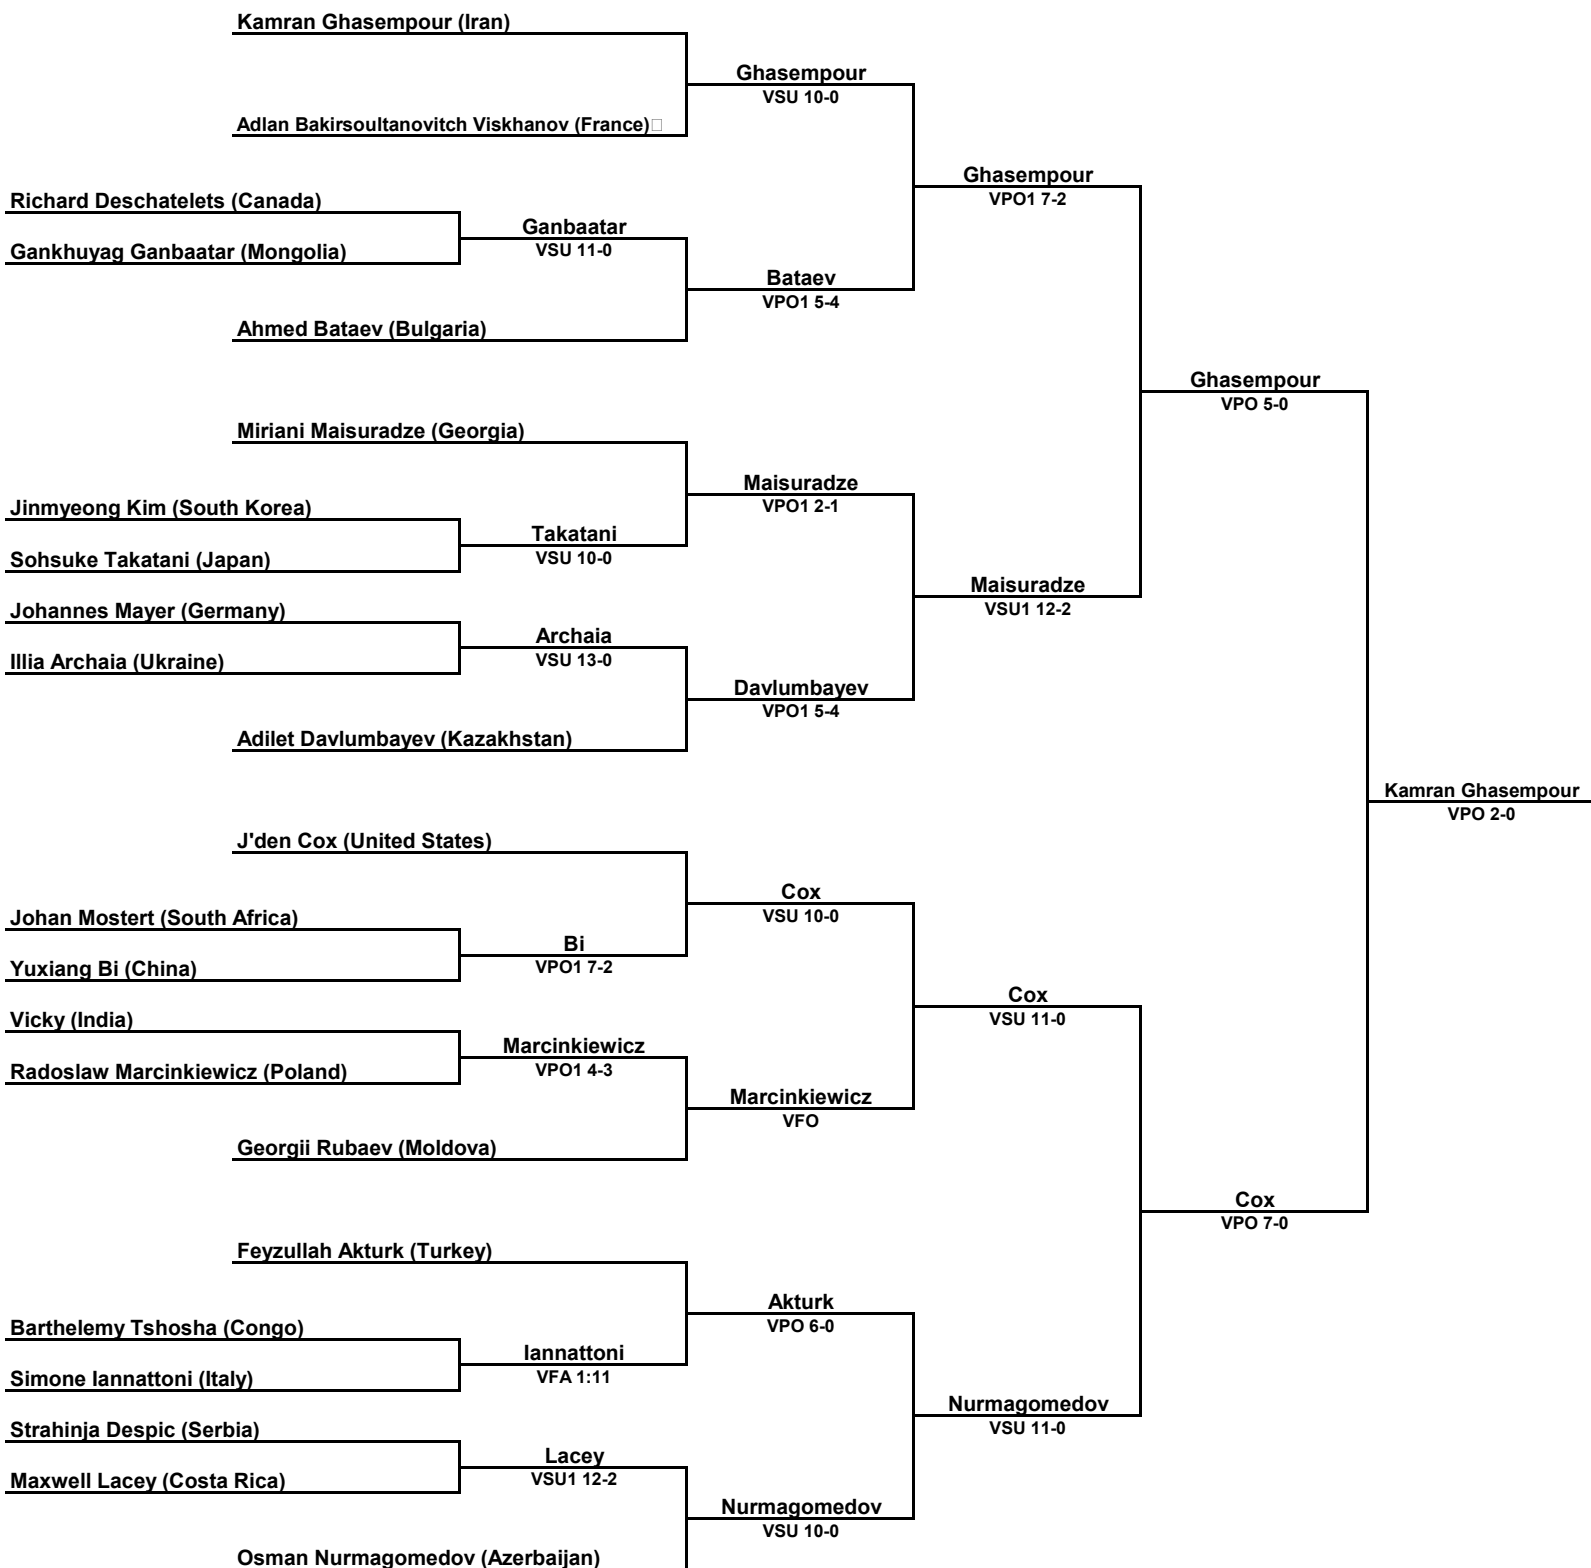 Kamran Ghasempour (Iran)
Ghasempour
VSU 10-0
Adlan Bakirsoultanovitch Viskhanov (France)
Ghasempour
VPO1 7-2
Richard Deschatelets (Canada)
Ganbaatar
VSU 11-0
Gankhuyag Ganbaatar (Mongolia)
Bataev
VPO1 5-4
Ahmed Bataev (Bulgaria)
Ghasempour
VPO 5-0
Miriani Maisuradze (Georgia)
Maisuradze
VPO1 2-1
Jinmyeong Kim (South Korea)
Takatani
VSU 10-0
Sohsuke Takatani (Japan)
Maisuradze
VSU1 12-2
Johannes Mayer (Germany)
Archaia
VSU 13-0
Illia Archaia (Ukraine)
Davlumbayev
VPO1 5-4
Adilet Davlumbayev (Kazakhstan)
Kamran Ghasempour
VPO 2-0
J'den Cox (United States)
Cox
VSU 10-0
Johan Mostert (South Africa)
Bi
VPO1 7-2
Yuxiang Bi (China)
Cox
VSU 11-0
Vicky (India)
Marcinkiewicz
VPO1 4-3
Radoslaw Marcinkiewicz (Poland)
Marcinkiewicz
VFO
Georgii Rubaev (Moldova)
Cox
VPO 7-0
Feyzullah Akturk (Turkey)
Akturk
VPO 6-0
Barthelemy Tshosha (Congo)
Iannattoni
VFA 1:11
Simone Iannattoni (Italy)
Nurmagomedov
VSU 11-0
Strahinja Despic (Serbia)
Lacey
VSU1 12-2
Maxwell Lacey (Costa Rica)
Nurmagomedov
VSU 10-0
Osman Nurmagomedov (Azerbaijan)